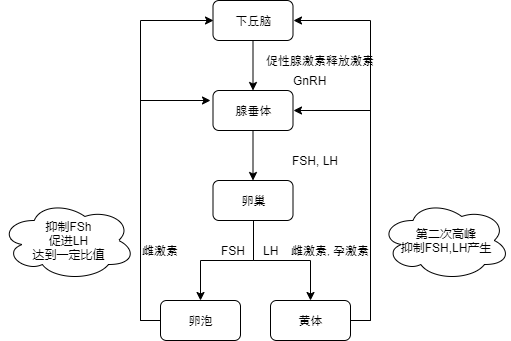 下丘脑
促性腺激素释放激素
GnRH
腺垂体
FSH, LH
卵巢
抑制FSh
促进LH
达到一定比值
雌激素
FSH
LH
雌激素, 孕激素
第二次高峰
抑制FSH,LH产生
卵泡
黄体